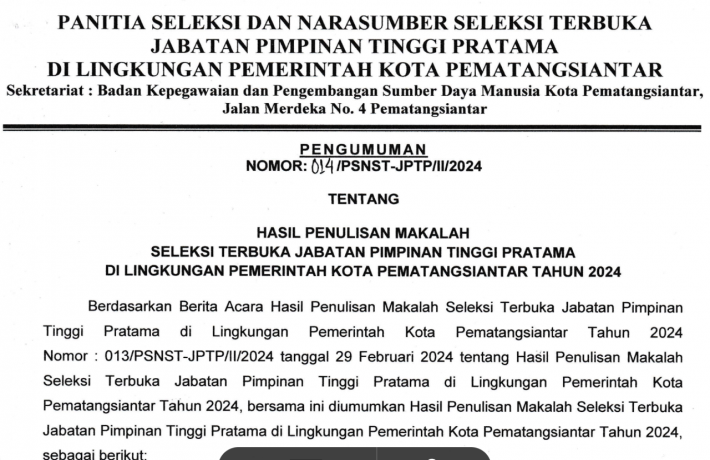 PANITIA SELEKSI DAN NARASUMBER SELEKSI TERBUKA
JABATAN PIMPINAN TINGGI PRATAMA
DI LINGKUNGAN PEMERINTAH KOTA PEMATANGSIANTAR
Sekretariat : Badan Kepegawaian dan Pengembangan Sumber Daya Manusia Kota Pematangsiantar,
Jalan Merdeka No. 4 Pematangsiantar
PENGUMUMAN
NOMOR: 014/PSNST-JPTP/II/2024
TENTANG
HASIL PENULISAN MAKALAH
SELEKSI TERBUKA JABATAN PIMPINAN TINGGI PRATAMA
DI LINGKUNGAN PEMERINTAH KOTA PEMATANGSIANTAR TAHUN 2024
Berdasarkan Berita Acara Hasil Penulisan Makalah Seleksi Terbuka Jabatan Pimpinan
Tinggi Pratama di Lingkungan Pemerintah Kota Pematangsiantar Tahun 2024
Nomor : 013/PSNST-JPTP/II/2024 tanggal 29 Februari 2024 tentang Hasil Penulisan Makalah
Seleksi Terbuka Jabatan Pimpinan Tinggi Pratama di Lingkungan Pemerintah Kota
Pematangsiantar Tahun 2024, bersama ini diumumkan Hasil Penulisan Makalah Seleksi Terbuka
Jabatan Pimpinan Tinggi Pratama di Lingkungan Pemerintah Kota Pematangsiantar Tahun 2024,
sebagai berikut: